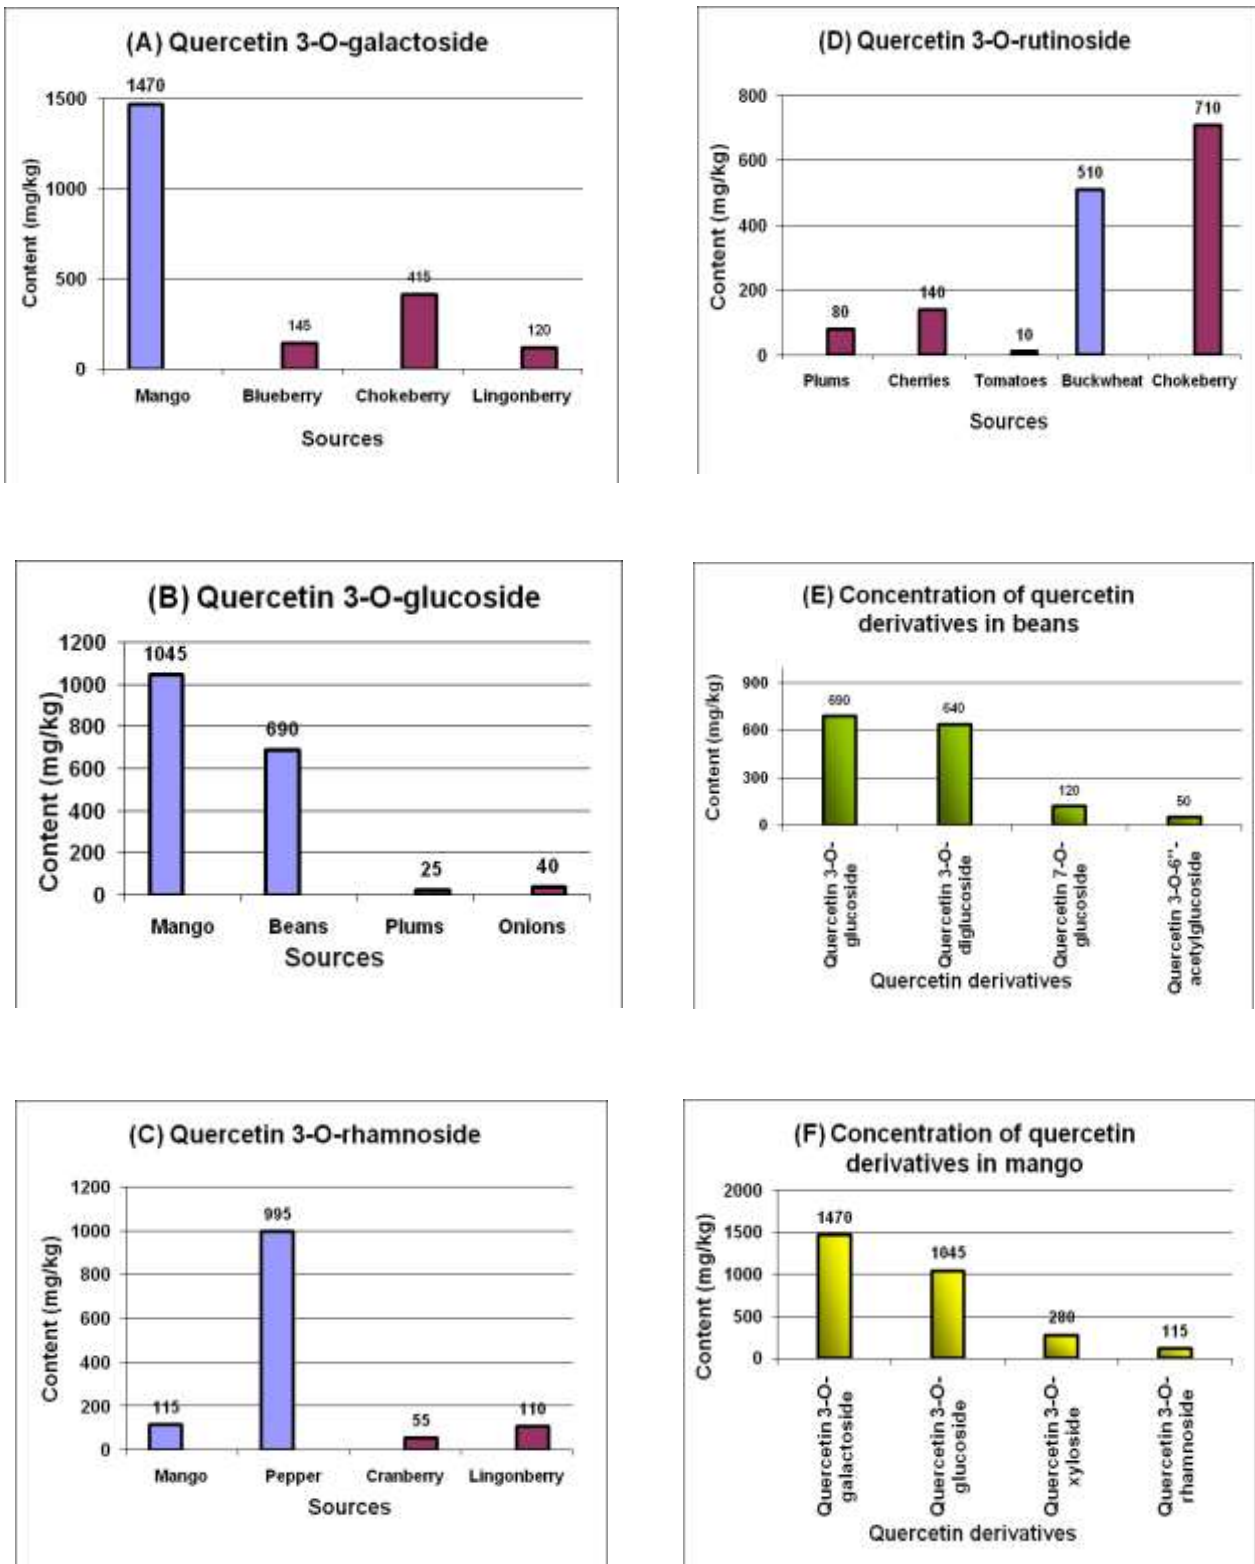 (A) Quercetin 3-O-galactoside
Content (mg/kg)
1500
1000
500
0
1470
145
415
120
Mango Blueberry Chokeberry Lingonberry
Sources
(D) Quercetin 3-O-rutinoside
Content (mg/kg)
800
600
400
200
0
80
140
10
510
710
Plums Cherries Tomatoes Buckwheat Chokeberry
Sources
(B) Quercetin 3-O-glucoside
Content (mg/kg)
1200
1000
800
600
400
200
0
1045
690
25
40
Mango Beans Plums Onions
Sources
(E) Concentration of quercetin
derivatives in beans
Content (mg/kg)
900
600
300
0
690
640
120
50
Quercetin 3-O-
glucoside
Quercetin 3-O-
diglucoside
Quercetin 7-O-
glucoside
Quercetin 3-O-6''-
acetylglucoside
Quercetin derivatives
(C) Quercetin 3-O-rhamnoside
Content (mg/kg)
1200
1000
800
600
400
200
0
115
995
55
110
Mango Pepper Cranberry Lingonberry
Sources
(F) Concentration of quercetin
derivatives in mango
Content (mg/kg)
2000
1500
1000
500
0
1470
1045
280
115
Quercetin 3-O-
galactoside
Quercetin 3-O-
glucoside
Quercetin 3-O-
xyloside
Quercetin 3-O-
rhamnoside
Quercetin derivatives